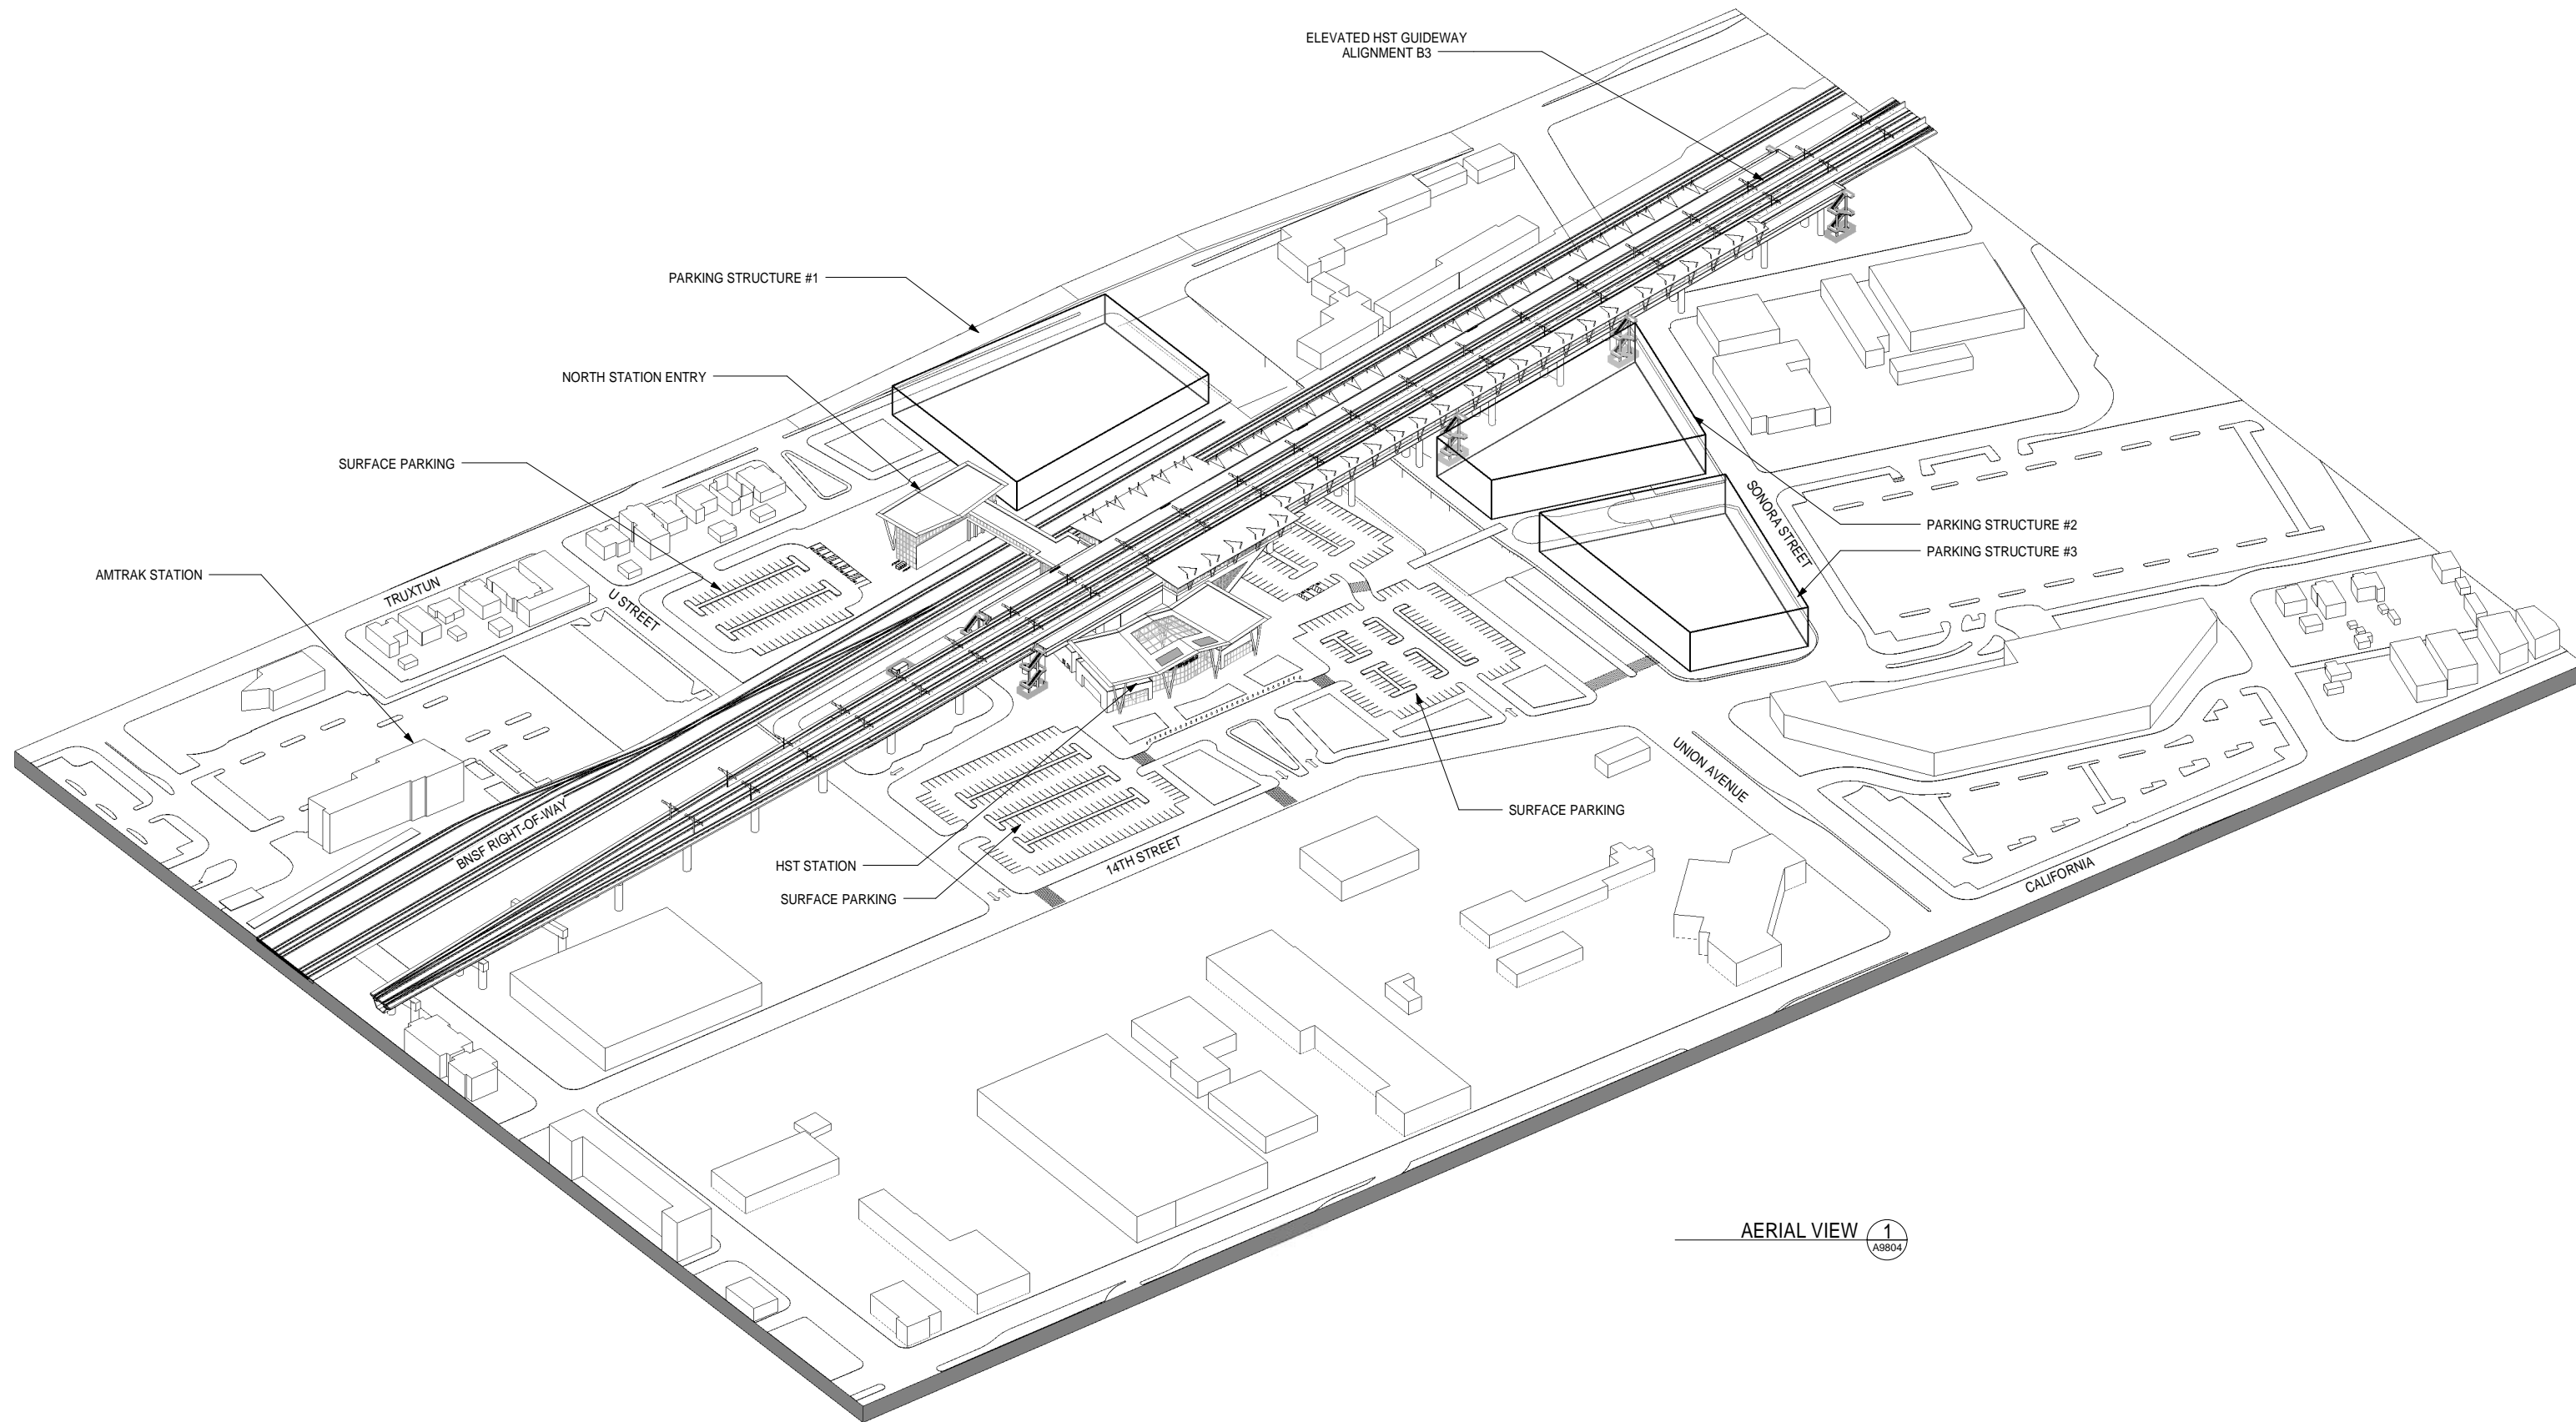 ELEVATED HST GUIDEWAY
ALIGNMENT B3
PARKING STRUCTURE #1
NORTH STATION ENTRY
SURFACE PARKING
AMTRAK STATION
TRUXTUN
U STREET
SONORA STREET
PARKING STRUCTURE #2
PARKING STRUCTURE #3
UNION AVENUE
BNSF RIGHT-OF-WAY
SURFACE PARKING
HST STATION
14TH STREET
SURFACE PARKING
CALIFORNIA
AERIAL VIEW
1
A9804